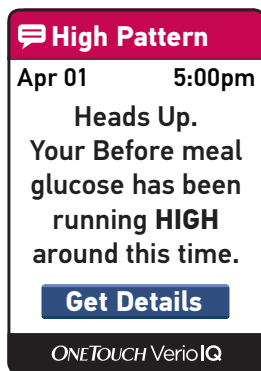 High Pattern
Apr 01 5:00pm
Heads Up.
Your Before meal
glucose has been
running HIGH
around this time.
Get Details
ONETOUCH VerioIQ